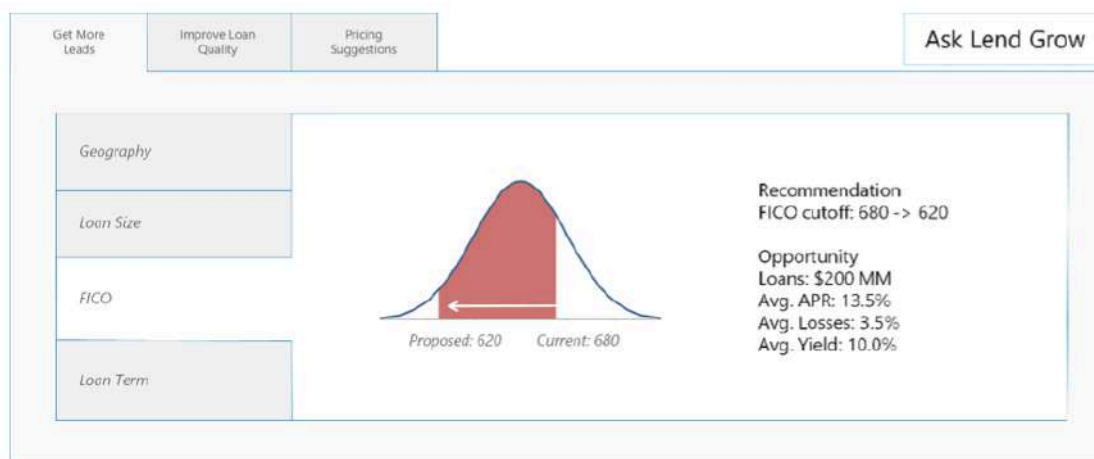 Get More
Leads
Improve Loan
Quality
Pricing
Suggestions
Ask Lend Grow
Geography
Loan Size
FICO
Loan Term
Proposed: 620
Current: 680
Recommendation
FICO cutoff: 680 -> 620
Opportunity
Loans: $200 MM
Avg. APR: 13.5%
Avg. Losses: 3.5%
Avg. Yield: 10.0%